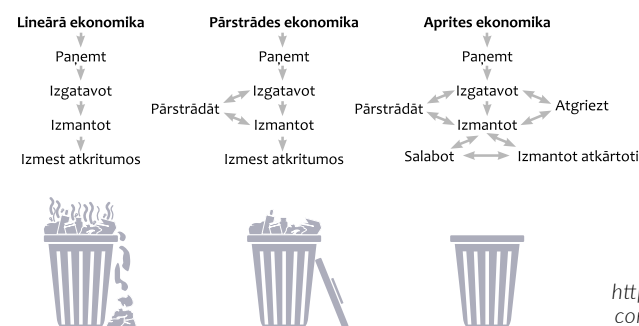 Lineārā ekonomika
Paņemt
Izgatavot
Izmantot
Izmest atkritumos
Pārstrādes ekonomika
Paņemt
Izgatavot
Pārstrādāt
Izmantot
Izmest atkritumos
Aprites ekonomika
Paņemt
Izgatavot
Pārstrādāt
Atgriezt
Izmantot
Salabot
Izmantot atkārtoti